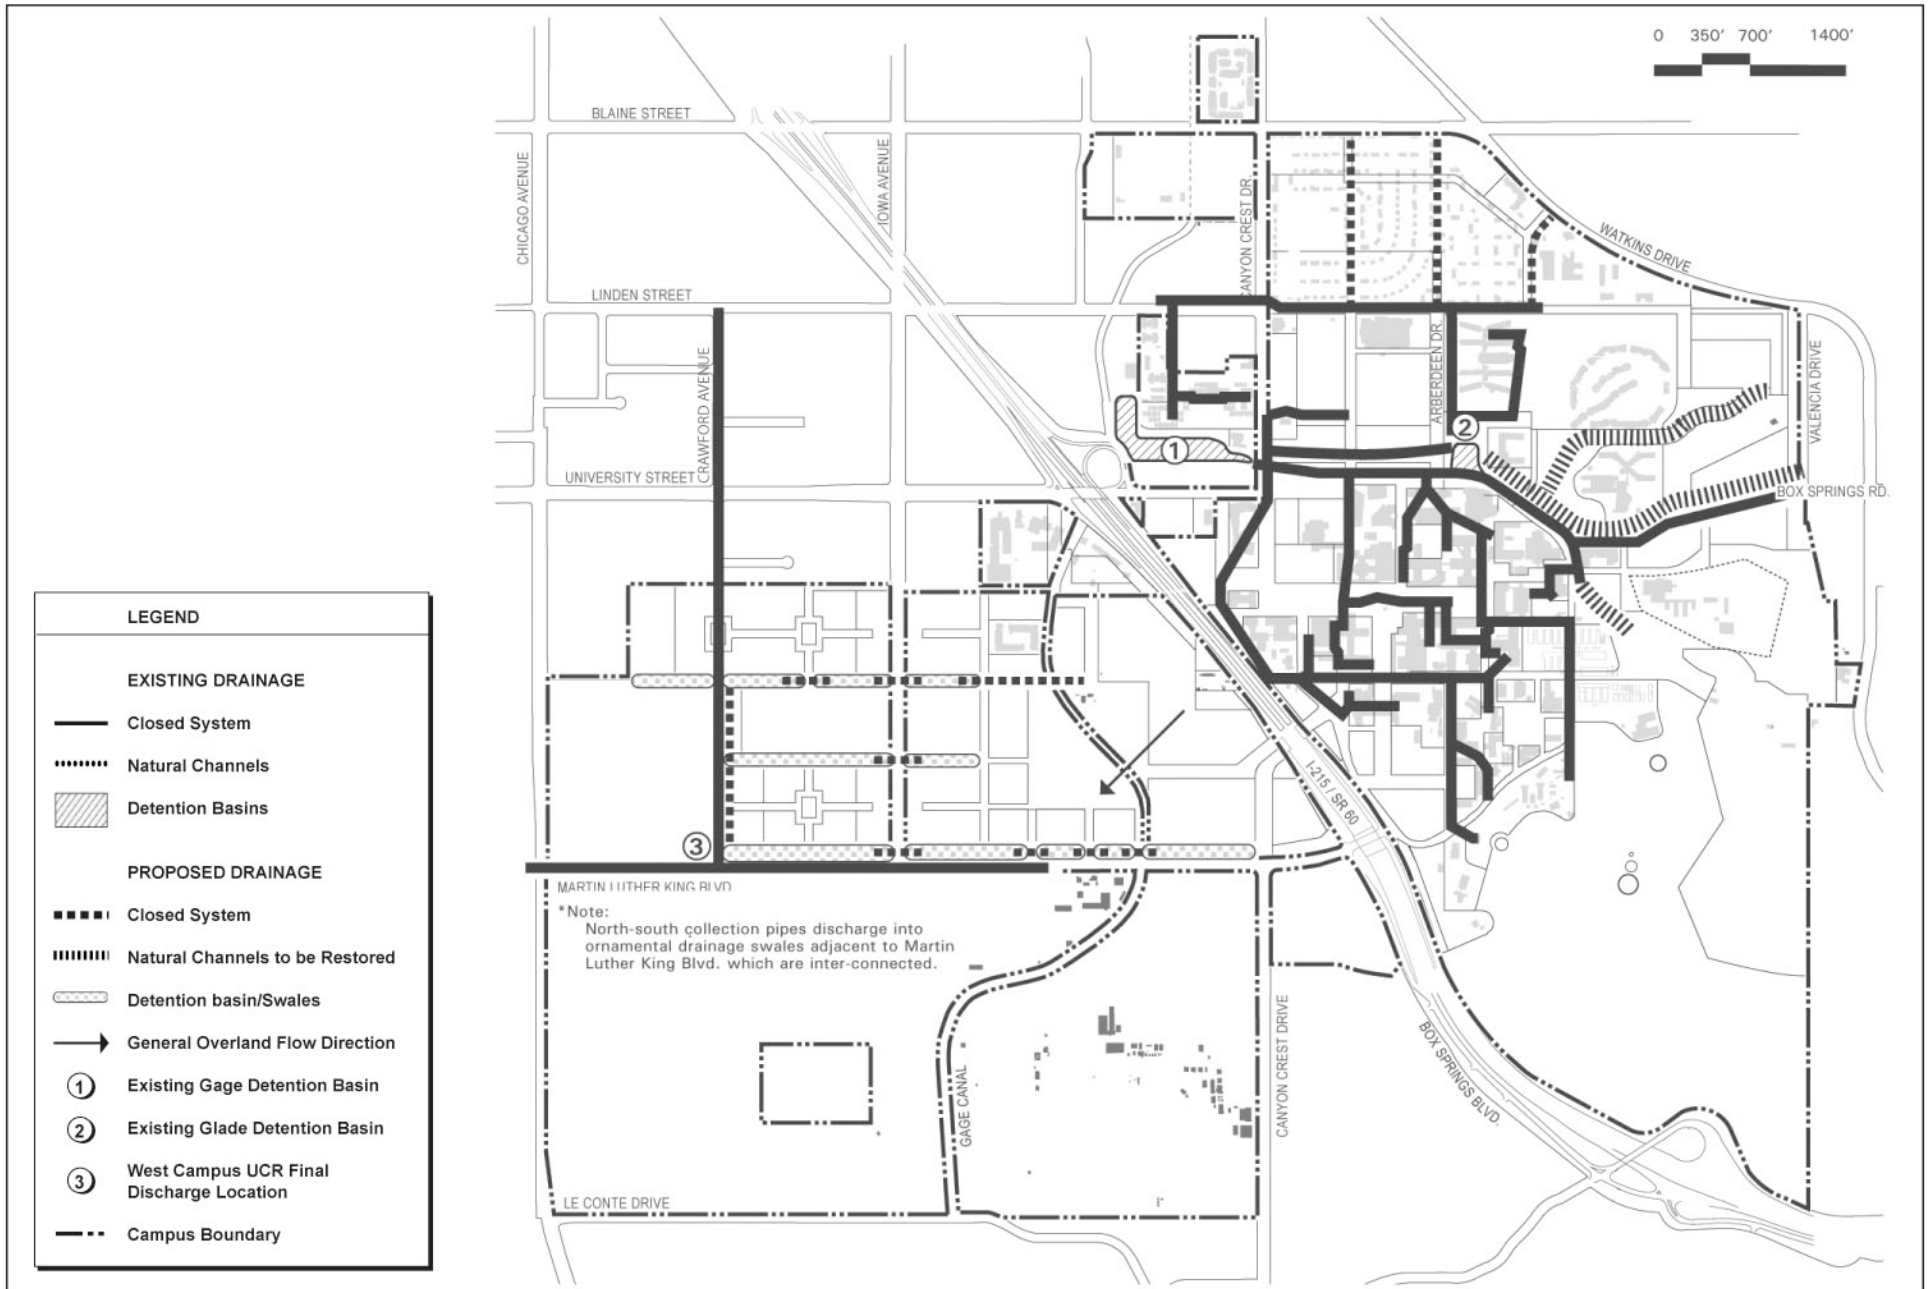 0 350' 700' 1400'
BLAINE STREET
CHICAGO AVENUE
IOWA AVENUE
CANYON CREST DR.
WATKINS DRIVE
LINDEN STREET
CRAWFORD AVENUE
ARBERDEEN DR.
VALENCIA DRIVE
2
1
UNIVERSITY STREET
BOX SPRINGS RD.
I-215 / SR 60
3
MARTIN LUTHER KING BLVD
*Note:
North-south collection pipes discharge into
ornamental drainage swales adjacent to Martin
Luther King Blvd. which are inter-connected.
CANYON CREST DRIVE
BOX SPRINGS BLVD.
GAGE CANAL
LE CONTE DRIVE
LEGEND
EXISTING DRAINAGE
Closed System
Natural Channels
Detention Basins
PROPOSED DRAINAGE
Closed System
Natural Channels to be Restored
Detention basin/Swales
General Overland Flow Direction
1 Existing Gage Detention Basin
2 Existing Glade Detention Basin
3 West Campus UCR Final
Discharge Location
Campus Boundary